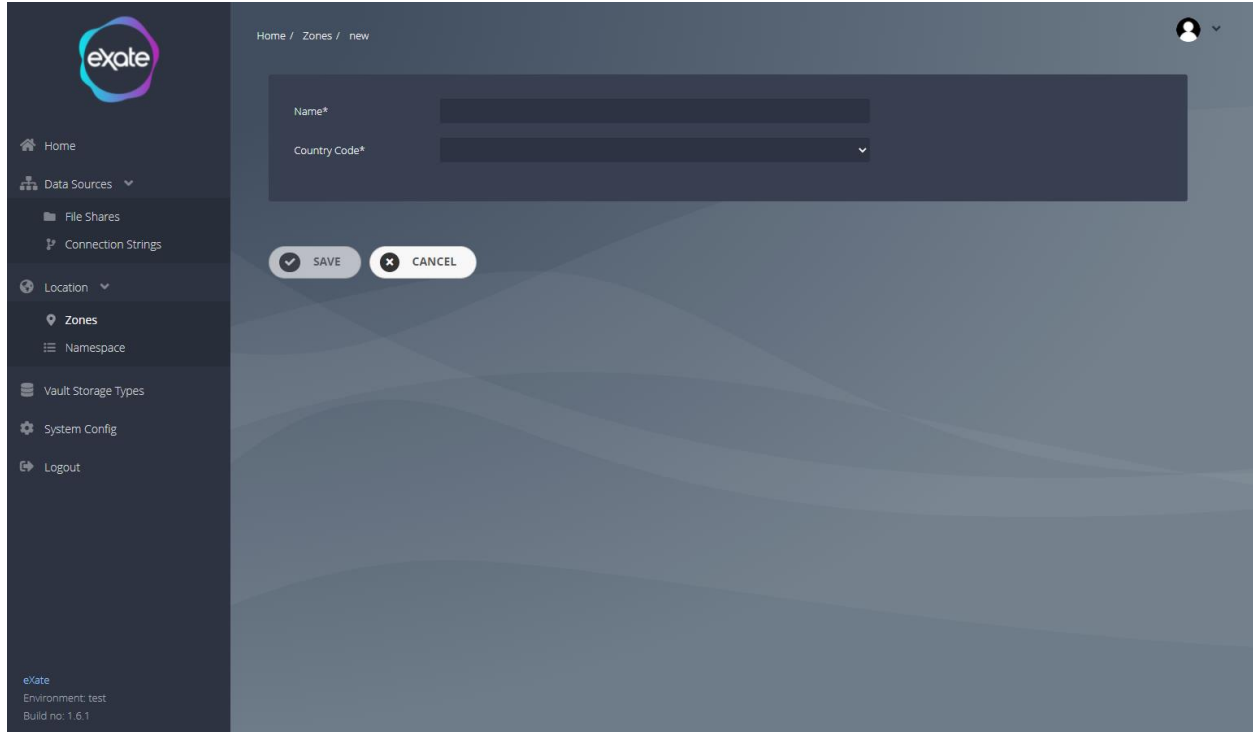 exate
Home / Zones / new
Name*
Country Code*
SAVE
CANCEL
Home
Data Sources
File Shares
Connection Strings
Location
Zones
Namespace
Vault Storage Types
System Config
Logout
eXate
Environment: test
Build no: 1.6.1